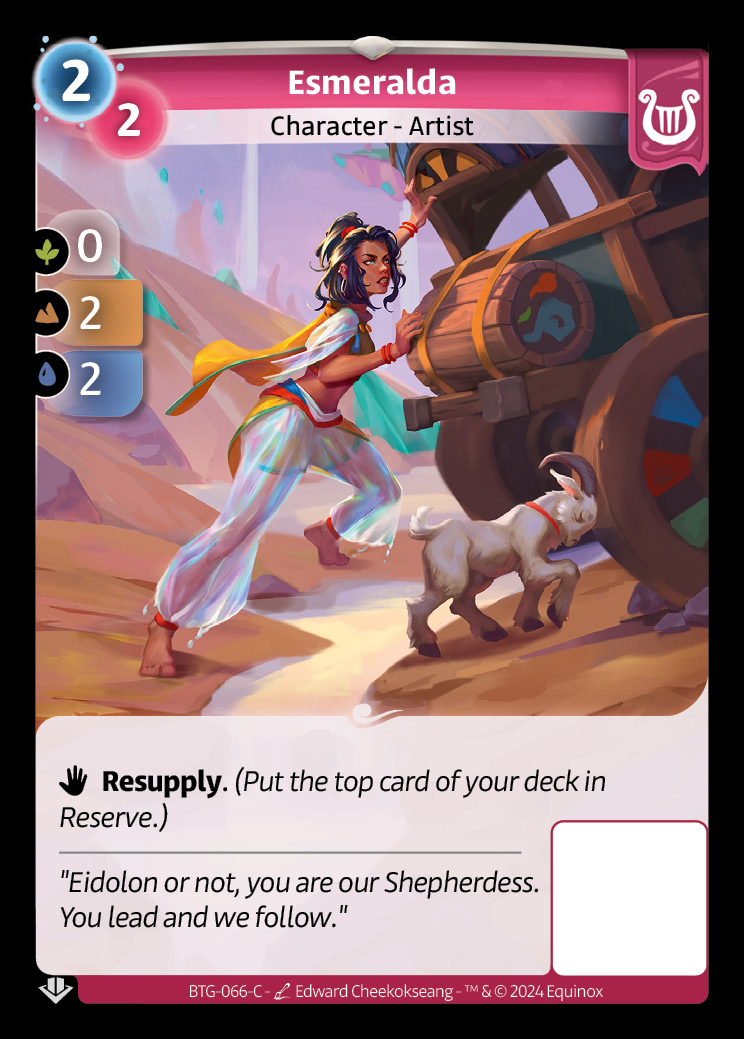 2
Esmeralda
2
Character - Artist
0
2
2
Resupply. (Put the top card of your deck in
Reserve.)
"Eidolon or not, you are our Shepherdess.
You lead and we follow."
BTG-066-C - Edward Cheekokseang - ™ & © 2024 Equinox